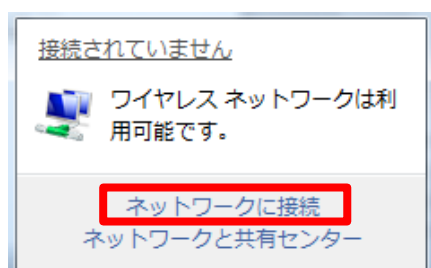 接続されていません
ワイヤレス ネットワークは利
用可能です。
ネットワークに接続
ネットワークと共有センター